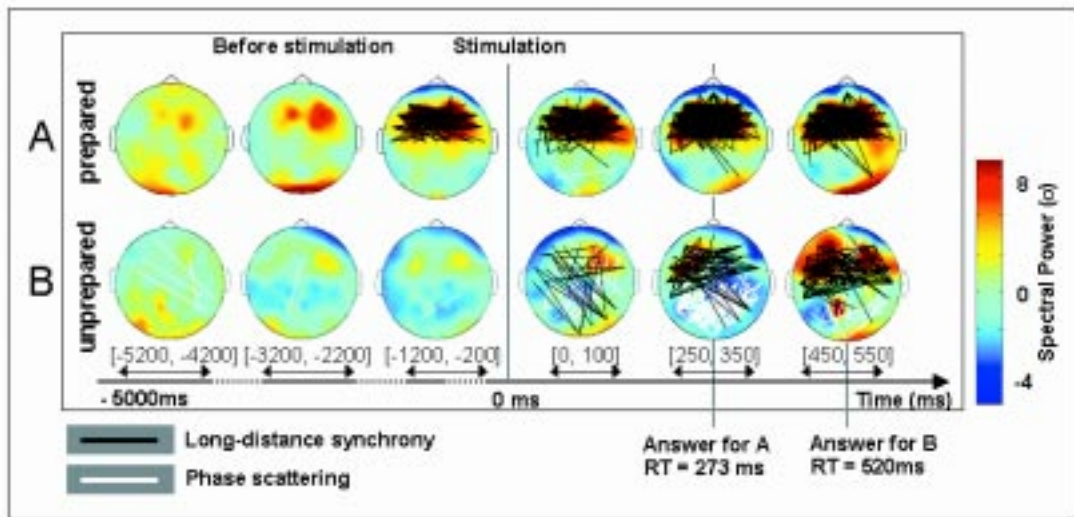 Before stimulation
Stimulation
A
prepared
B
unprepared
[-5200, -4200]
[-3200, -2200]
[-1200, -200]
[0, 100]
[250, 350]
[450, 550]
- 5000ms
0 ms
Time (ms)
8
0
-4
Spectral Power (σ)
Long-distance synchrony
Phase scattering
Answer for A
RT = 273 ms
Answer for B
RT = 520ms